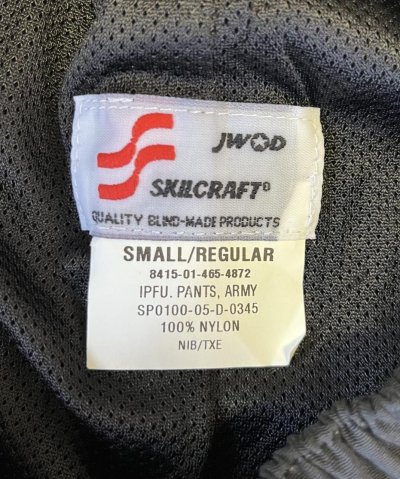 JWOD
SKILCRAFT®
QUALITY BLIND-MADE PRODUCTS
SMALL/REGULAR
8415-01-465-4872
IPFU. PANTS, ARMY
SP0100-05-D-0345
100% NYLON
NIB/TXE